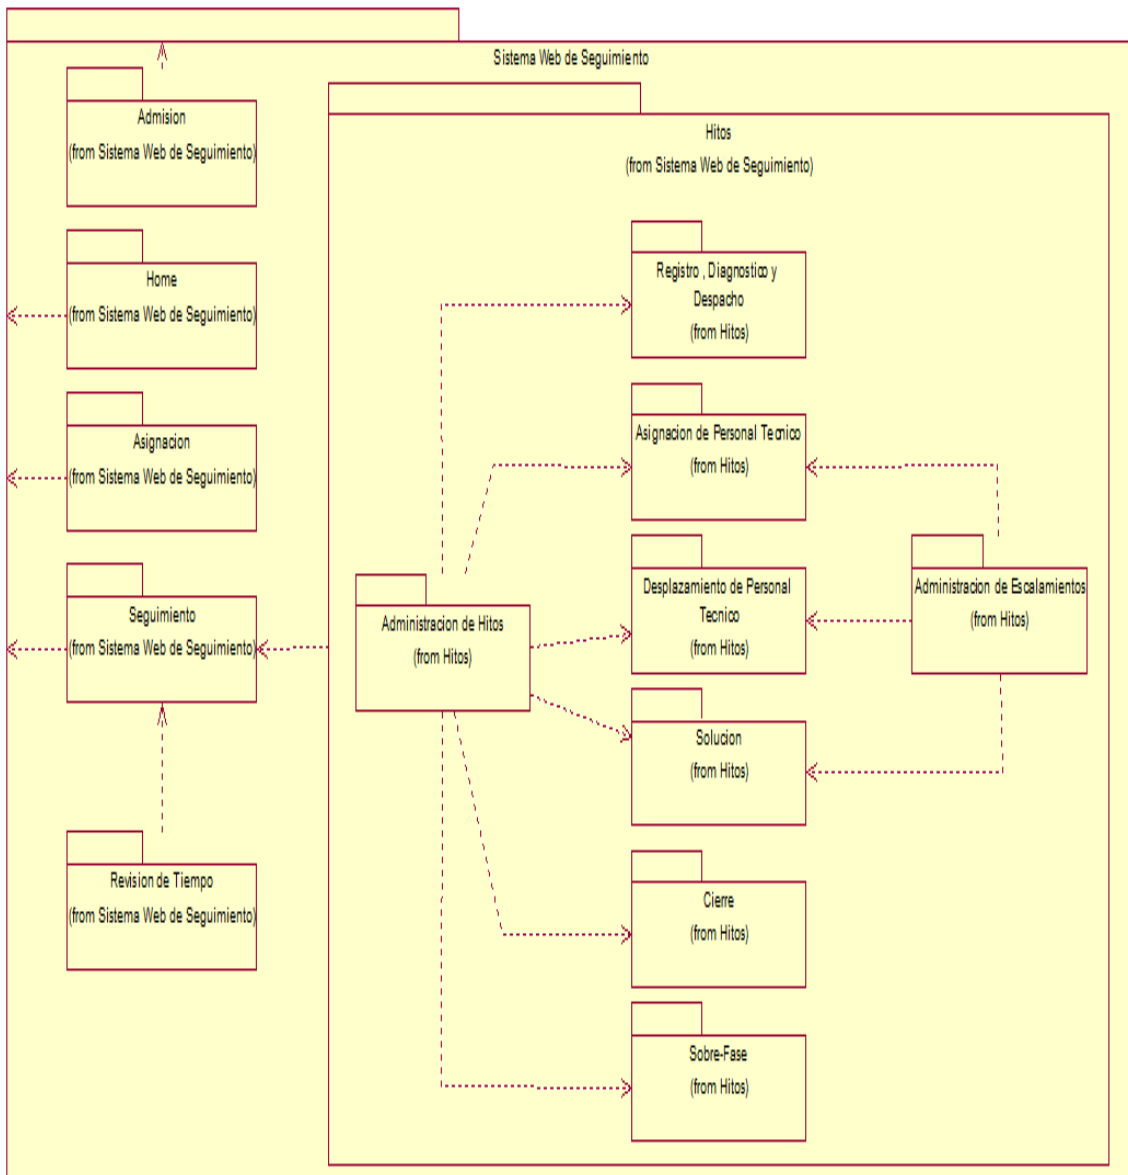 Sistema Web de Seguimiento
Admision
(from Sistema Web de Seguimiento)
Home
(from Sistema Web de Seguimiento)
Asignacion
(from Sistema Web de Seguimiento)
Seguimiento
(from Sistema Web de Seguimiento)
Revision de Tiempo
(from Sistema Web de Seguimiento)
Hitos
(from Sistema Web de Seguimiento)
Administracion de Hitos
(from Hitos)
Registro , Diagnostico y
Despacho
(from Hitos)
Asignacion de Personal Tecnico
(from Hitos)
Desplazamiento de Personal
Tecnico
(from Hitos)
Solucion
(from Hitos)
Cierre
(from Hitos)
Sobre-Fase
(from Hitos)
Administracion de Escalamientos
(from Hitos)